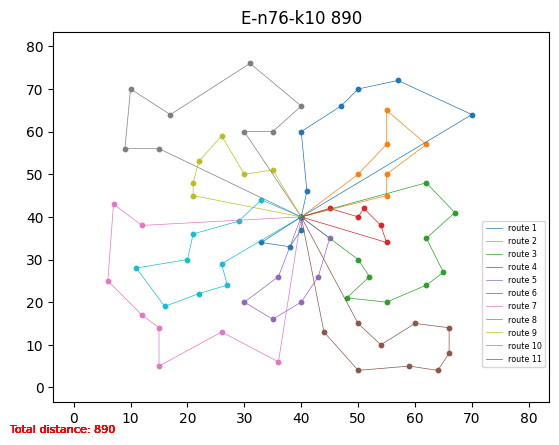 E-n76-k10 890
80
70
60
50
40
30
20
10
0
0 10 20 30 40 50 60 70 80
route 1
route 2
route 3
route 4
route 5
route 6
route 7
route 8
route 9
route 10
route 11
Total distance: 890